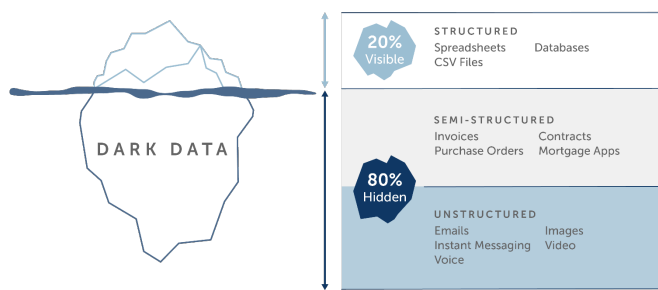 DARK DATA
20%
Visible
STRUCTURED
Spreadsheets Databases
CSV Files
80%
Hidden
SEMI-STRUCTURED
Invoices Contracts
Purchase Orders Mortgage Apps
UNSTRUCTURED
Emails Images
Instant Messaging Video
Voice